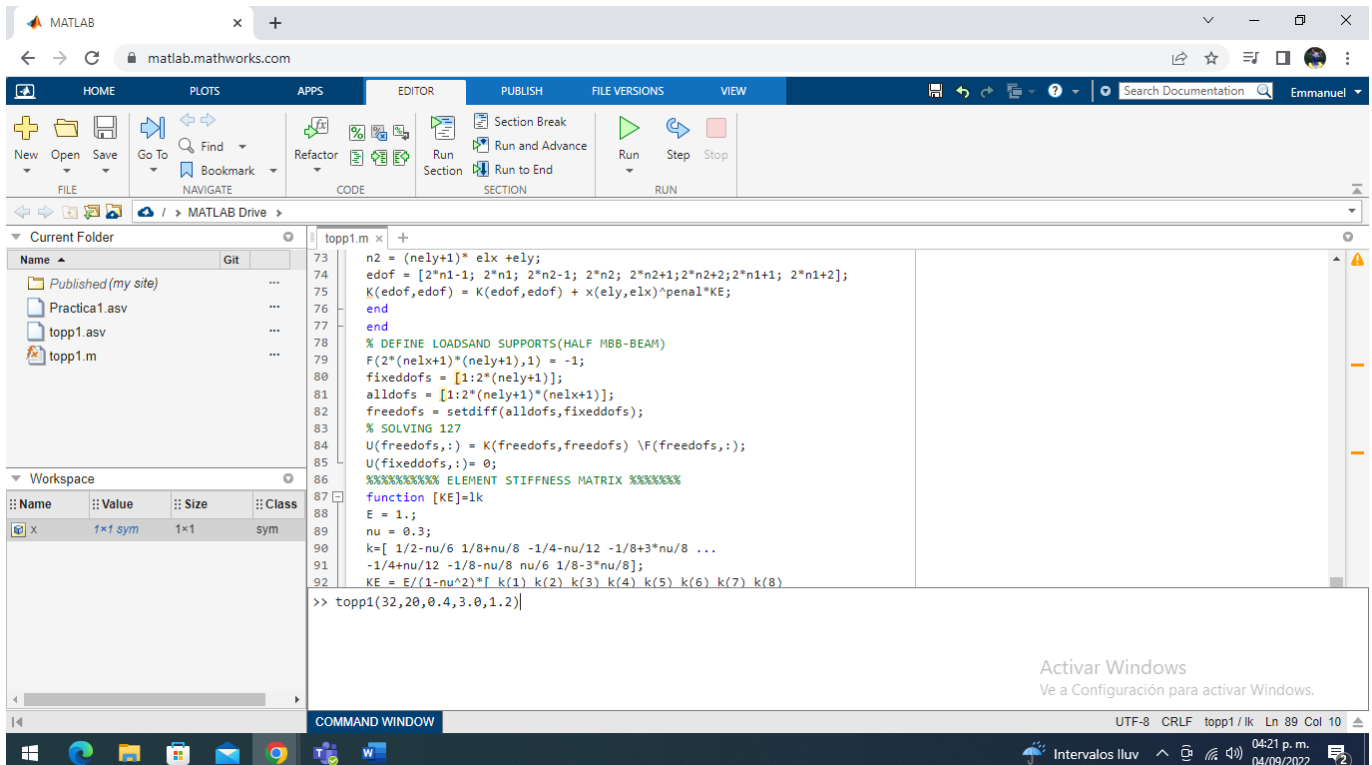 MATLAB
matlab.mathworks.com
HOME PLOTS APPS EDITOR PUBLISH FILE VERSIONS VIEW Search Documentation Emmanuel
New Open Save Go To Find Bookmark Refactor Run Section Section Break Run and Advance Run to End Run Step Stop
FILE NAVIGATE CODE SECTION RUN
/ > MATLAB Drive >
Current Folder
Name Git
Published (my site)
Practica1.asv
topp1.asv
topp1.m
Workspace
Name Value Size Class
x 1×1 sym 1×1 sym
topp1.m × +
73 n2 = (nely+1)* elx +ely;
74 edof = [2*n1-1; 2*n1; 2*n2-1; 2*n2; 2*n2+1;2*n2+2;2*n1+1; 2*n1+2];
75 K(edof,edof) = K(edof,edof) + x(ely,elx)^penal*KE;
76 end
77 end
78 % DEFINE LOADSAND SUPPORTS(HALF MBB-BEAM)
79 F(2*(nelx+1)*(nely+1),1) = -1;
80 fixeddofs = [1:2*(nely+1)];
81 alldofs = [1:2*(nely+1)*(nelx+1)];
82 freedofs = setdiff(alldofs,fixeddofs);
83 % SOLVING 127
84 U(freedofs,:) = K(freedofs,freedofs) \F(freedofs,:);
85 U(fixeddofs,:)= 0;
86 %%%%%%%%%% ELEMENT STIFFNESS MATRIX %%%%%%%
87 function [KE]=lk
88 E = 1.;
89 nu = 0.3;
90 k=[ 1/2-nu/6 1/8+nu/8 -1/4-nu/12 -1/8+3*nu/8 ...
91 -1/4+nu/12 -1/8-nu/8 nu/6 1/8-3*nu/8];
92 KE = E/(1-nu^2)*[ k(1) k(2) k(3) k(4) k(5) k(6) k(7) k(8)
>> topp1(32,20,0.4,3.0,1.2)
Activar Windows
Ve a Configuración para activar Windows.
COMMAND WINDOW
UTF-8 CRLF topp1 / lk Ln 89 Col 10
Intervalos lluv
04:21 p. m.
04/09/2022
2